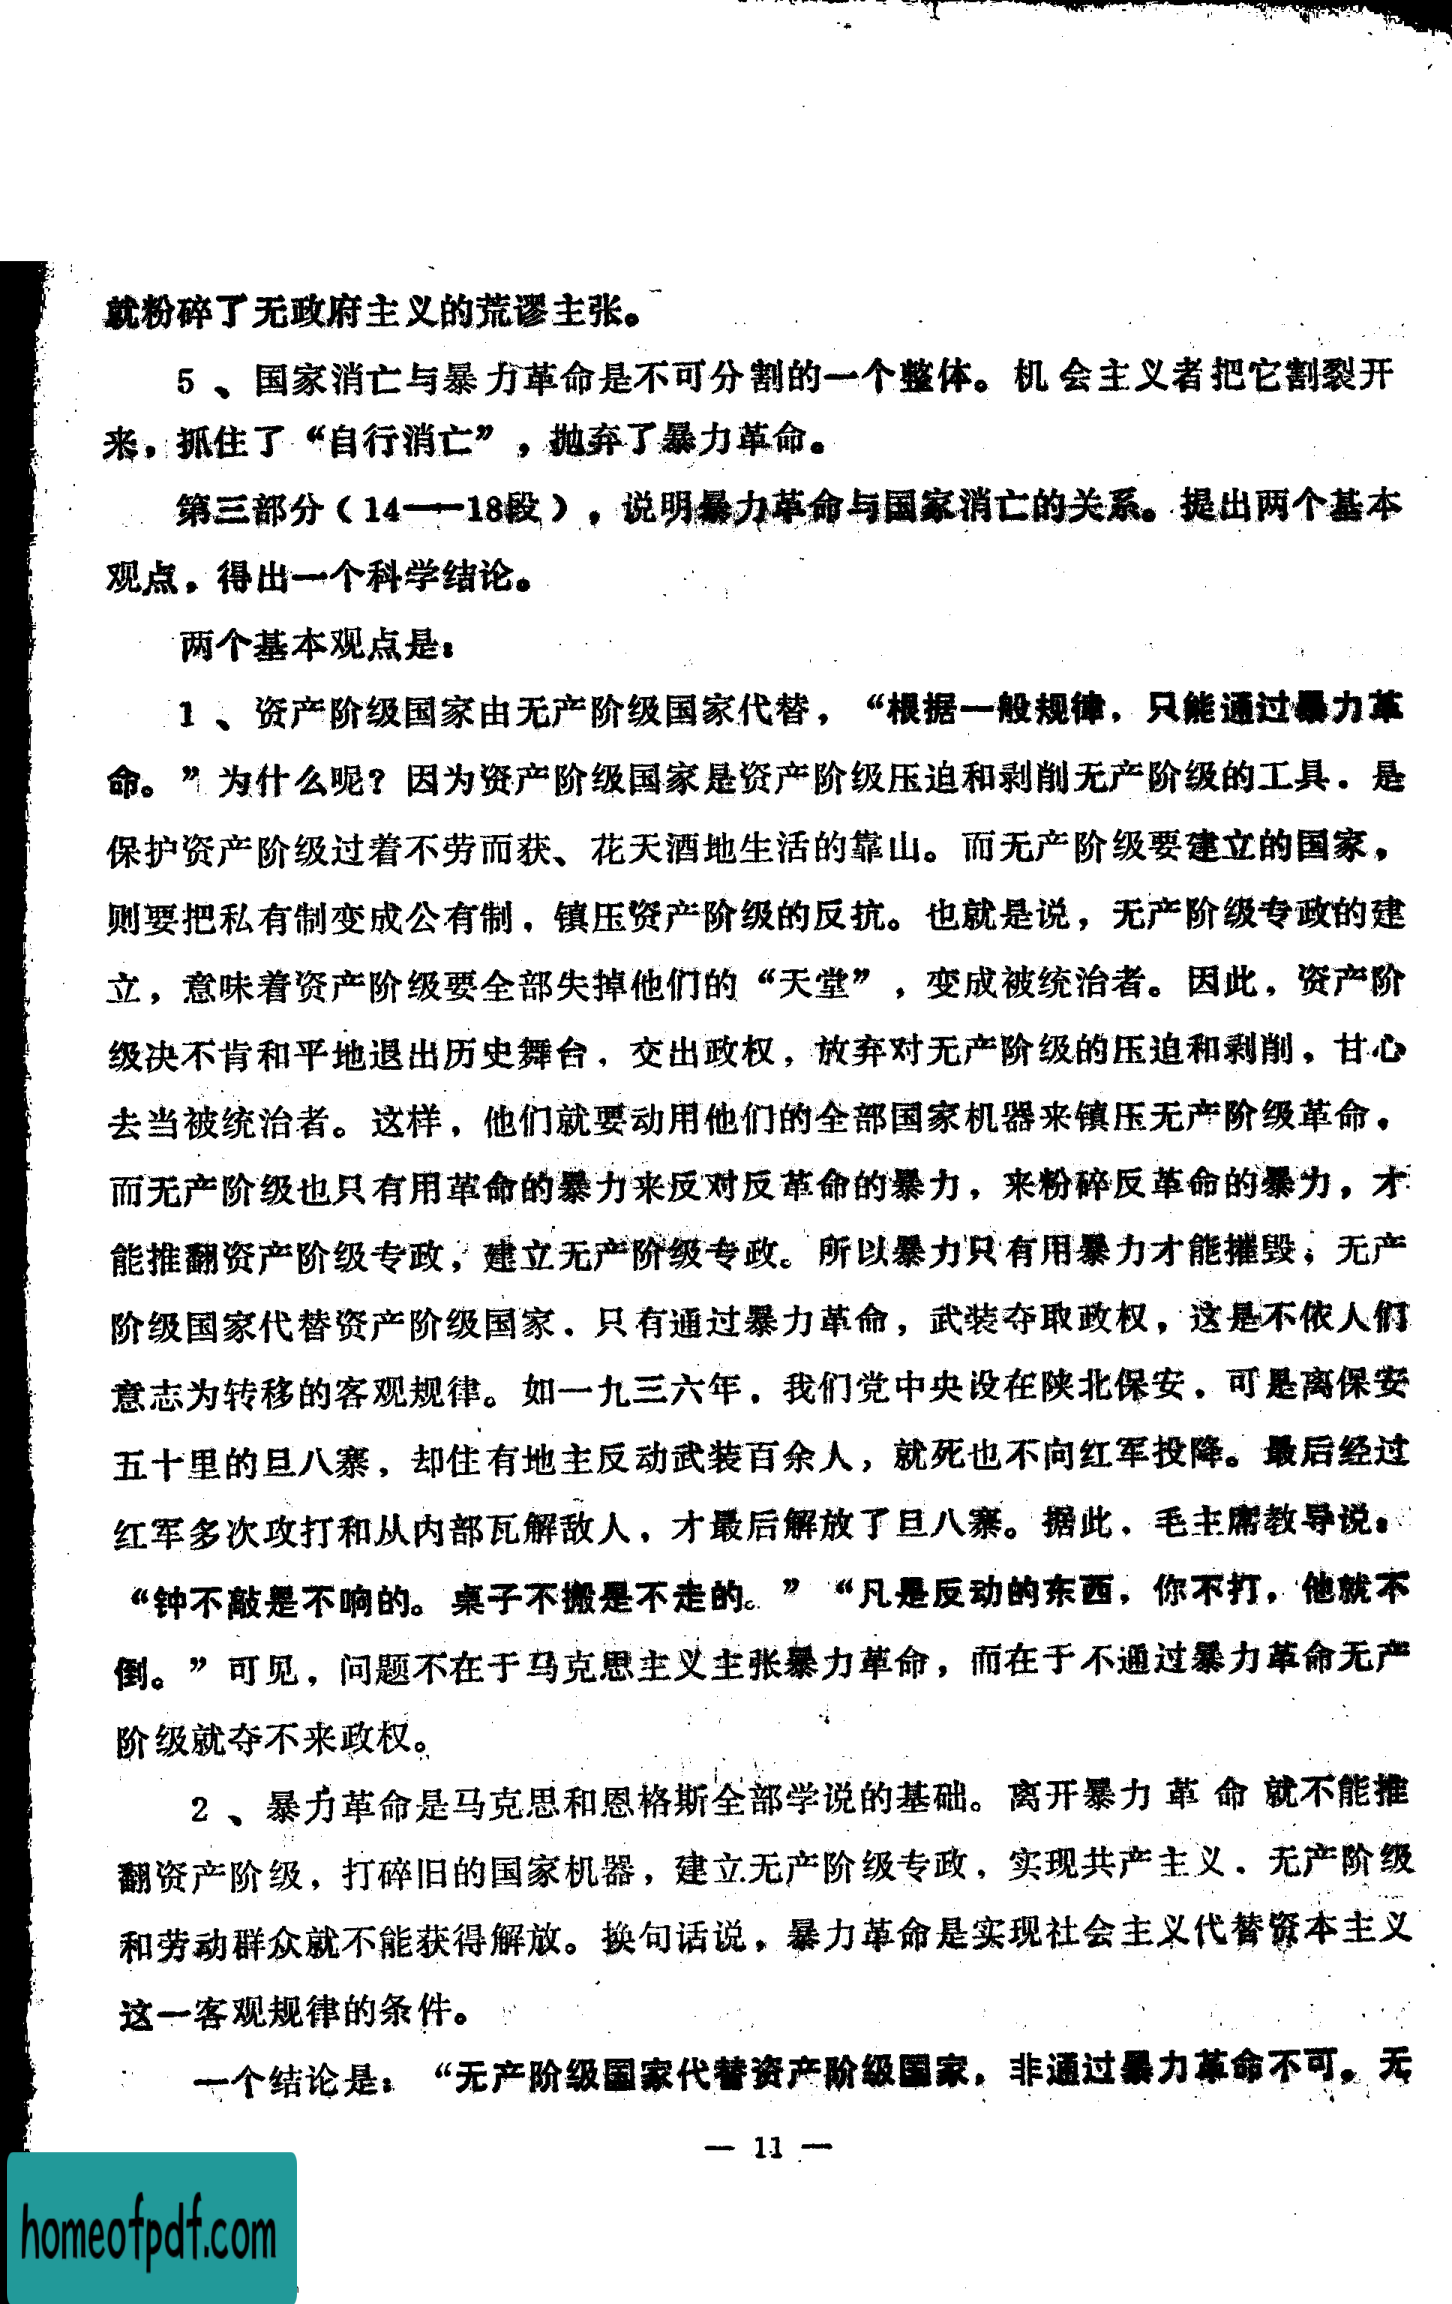 就粉碎了无政府主义的荒谬主张。
5、国家消亡与暴力革命是不可分割的一个整体。机会主义者把它割裂开
来，抓住了“自行消亡”，抛弃了暴力革命。
第三部分（14——18段），说明暴力革命与国家消亡的关系。提出两个基本
观点，得出一个科学结论。
两个基本观点是：
1、资产阶级国家由无产阶级国家代替，“根据一般规律，只能通过暴力革
命。”为什么呢？因为资产阶级国家是资产阶级压迫和剥削无产阶级的工具．是
保护资产阶级过着不劳而获、花天酒地生活的靠山。而无产阶级要建立的国家，
则要把私有制变成公有制，镇压资产阶级的反抗。也就是说，无产阶级专政的建
立，意味着资产阶级要全部失掉他们的“天堂”，变成被统治者。因此，资产阶
级决不肯和平地退出历史舞台，交出政权，放弃对无产阶级的压迫和剥削，甘心
去当被统治者。这样，他们就要动用他们的全部国家机器来镇压无产阶级革命，
而无产阶级也只有用革命的暴力来反对反革命的暴力，来粉碎反革命的暴力，才
能推翻资产阶级专政，建立无产阶级专政。所以暴力只有用暴力才能摧毁；无产
阶级国家代替资产阶级国家．只有通过暴力革命，武装夺取政权，这是不依人们
意志为转移的客观规律。如一九三六年，我们党中央设在陕北保安，可是离保安
五十里的旦八寨，却住有地主反动武装百余人，就死也不向红军投降。最后经过
红军多次攻打和从内部瓦解敌人，才最后解放了旦八寨。据此，毛主席教导说：
“钟不敲是不响的。桌子不搬是不走的。”“凡是反动的东西，你不打，他就不
倒。”可见，问题不在于马克思主义主张暴力革命，而在于不通过暴力革命无产
阶级就夺不来政权。
2、暴力革命是马克思和恩格斯全部学说的基础。离开暴力革命就不能推
翻资产阶级，打碎旧的国家机器，建立无产阶级专政，实现共产主义．无产阶级
和劳动群众就不能获得解放。换句话说，暴力革命是实现社会主义代替资本主义
这一客观规律的条件。
一个结论是：“无产阶级国家代替资产阶级国家，非通过暴力革命不可。无
— 11 —
homeofpdf.com